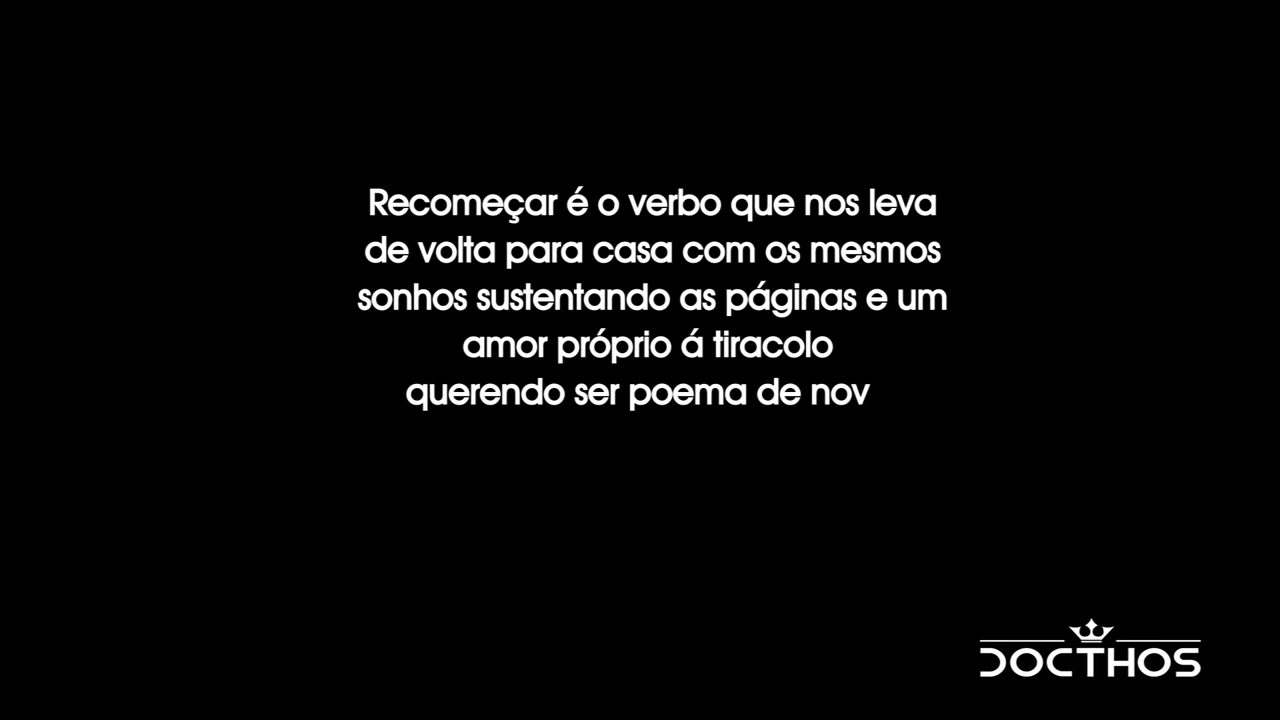 Recomeçar é o verbo que nos leva
de volta para casa com os mesmos
sonhos sustentando as páginas e um
amor próprio á tiracolo
querendo ser poema de nov
DOCTHOS